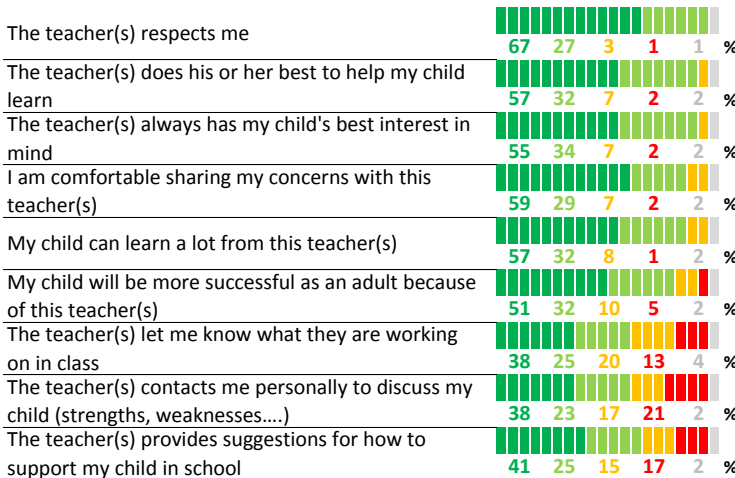 The teacher(s) respects me
67 27 3 1 1 %
The teacher(s) does his or her best to help my child
learn
57 32 7 2 2 %
The teacher(s) always has my child's best interest in
mind
55 34 7 2 2 %
I am comfortable sharing my concerns with this
teacher(s)
59 29 7 2 2 %
My child can learn a lot from this teacher(s)
57 32 8 1 2 %
My child will be more successful as an adult because
of this teacher(s)
51 32 10 5 2 %
The teacher(s) let me know what they are working
on in class
38 25 20 13 4 %
The teacher(s) contacts me personally to discuss my
child (strengths, weaknesses....)
38 23 17 21 2 %
The teacher(s) provides suggestions for how to
support my child in school
41 25 15 17 2 %